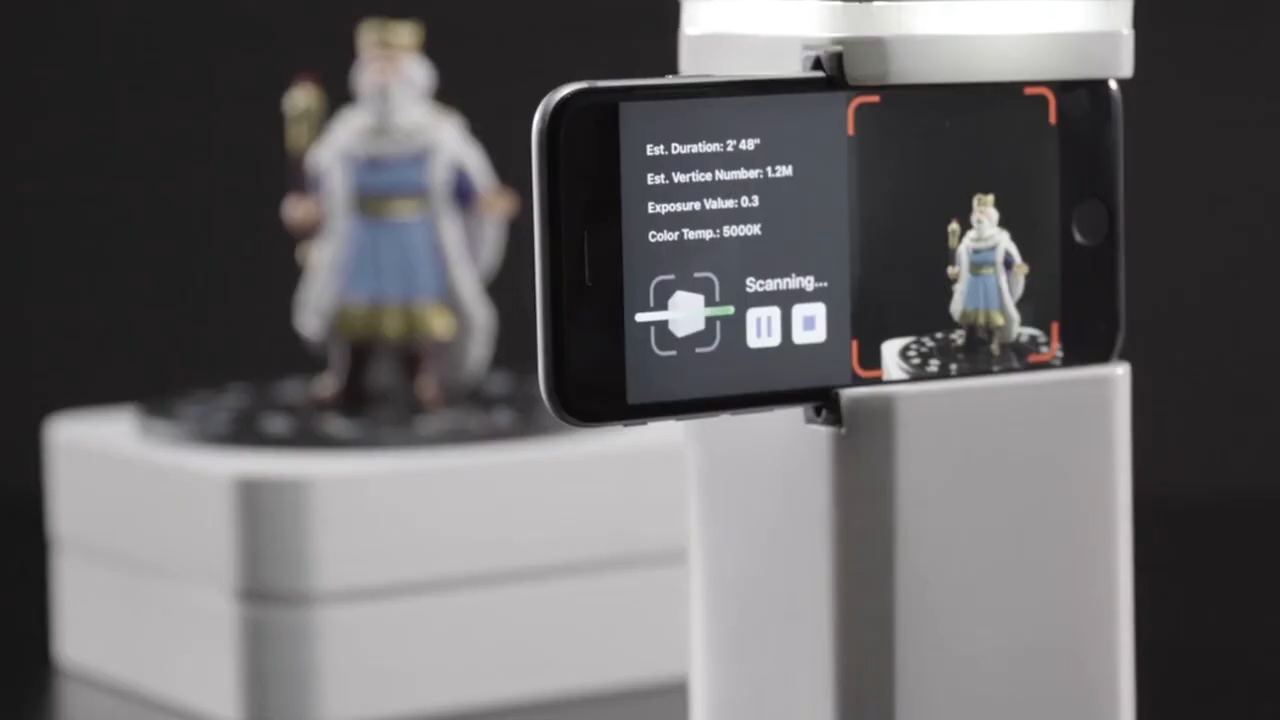 Est. Duration: 2' 48"
Est. Vertice Number: 1.2M
Exposure Value: 0.3
Color Temp.: 5000K
Scanning...